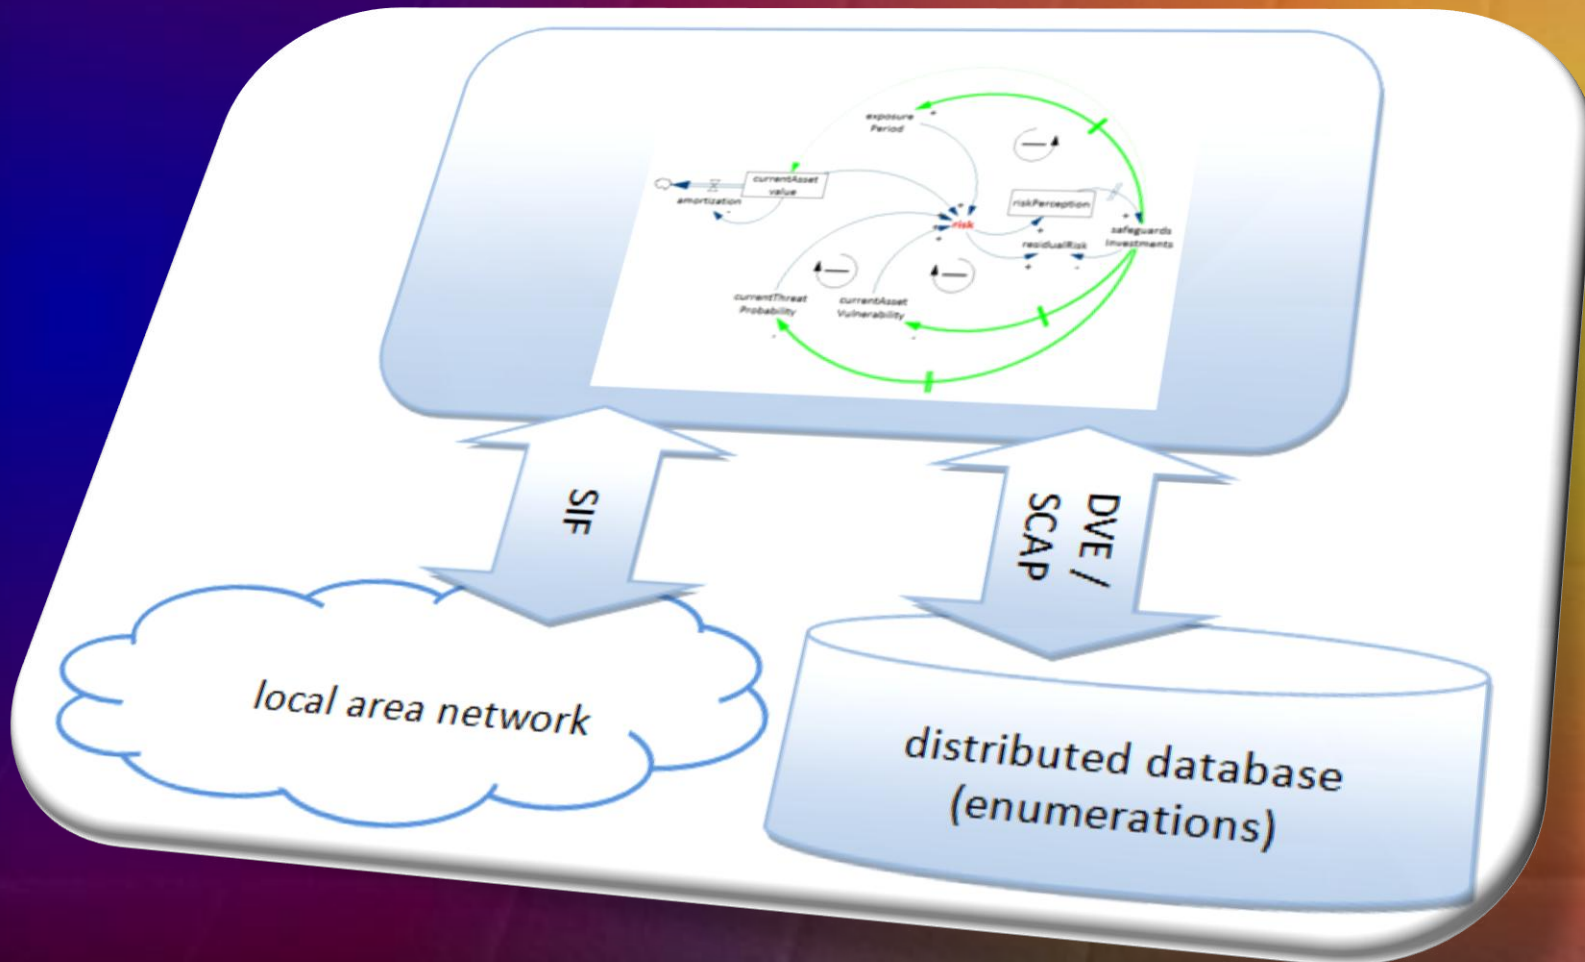 exposure
Period
currentAsset
value
amortization
riskPerception
risk
safeguards
Investments
residualRisk
currentThreat
Probability
currentAsset
Vulnerability
SIF
DVE /
SCAP
local area network
distributed database
(enumerations)